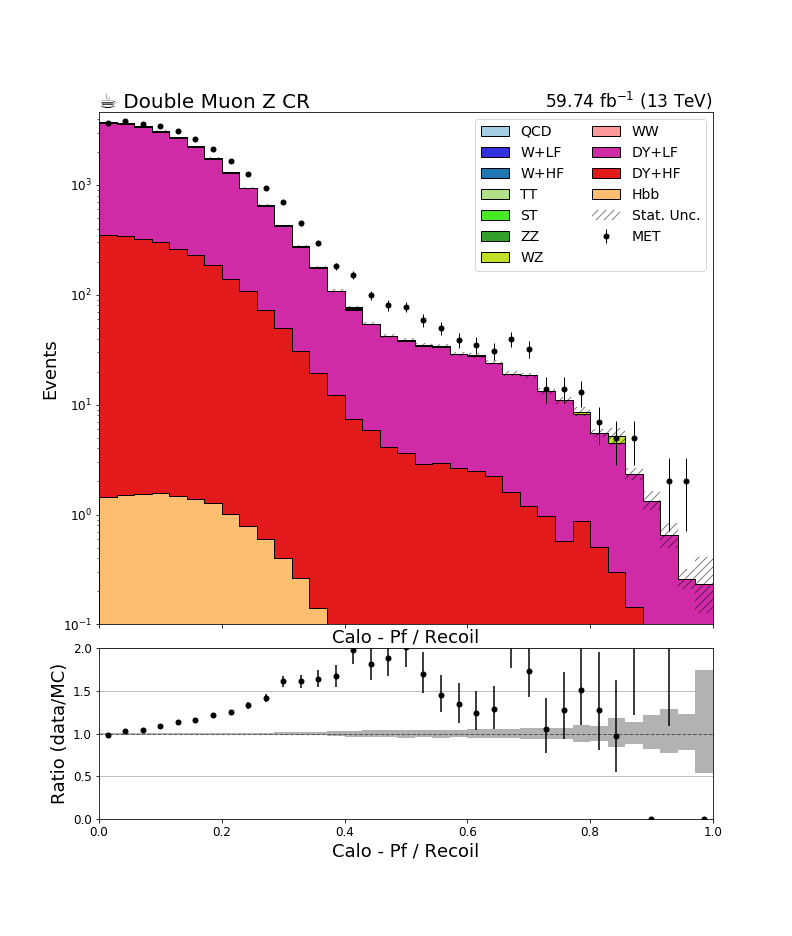 ☕ Double Muon Z CR
59.74 fb⁻¹ (13 TeV)
QCD
W+LF
W+HF
TT
ST
ZZ
WZ
WW
DY+LF
DY+HF
Hbb
Stat. Unc.
MET
Events
10³
10²
10¹
10⁰
10⁻¹
Calo - Pf / Recoil
Ratio (data/MC)
2.0
1.5
1.0
0.5
0.0
0.0 0.2 0.4 0.6 0.8 1.0
Calo - Pf / Recoil